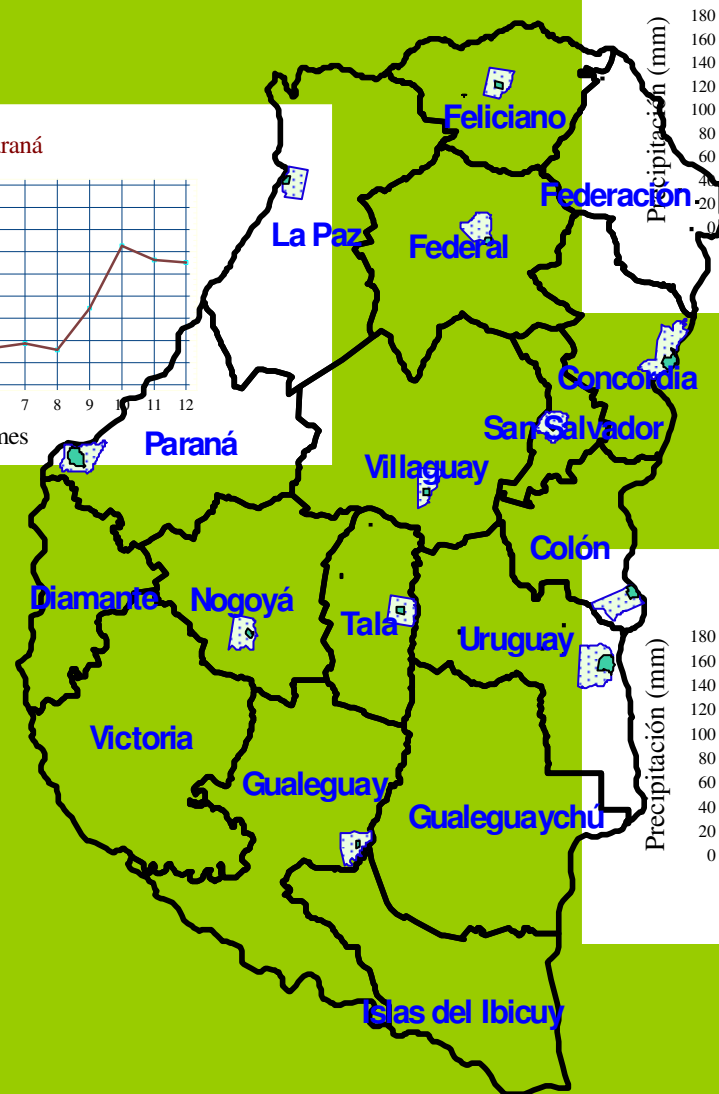 180
160
140
120
100
80
60
40
20
0
Precipitación (mm)
Feliciano
Federación
La Paz
Federal
7 8 9 10 11 12
Concordia
San Salvador
Paraná
Villaguay
Colón
Diamante
Nogoyá
Tala
Uruguay
180
160
140
120
100
80
60
40
20
0
Precipitación (mm)
Victoria
Gualeguay
Gualeguaychú
Islas del Ibicuy